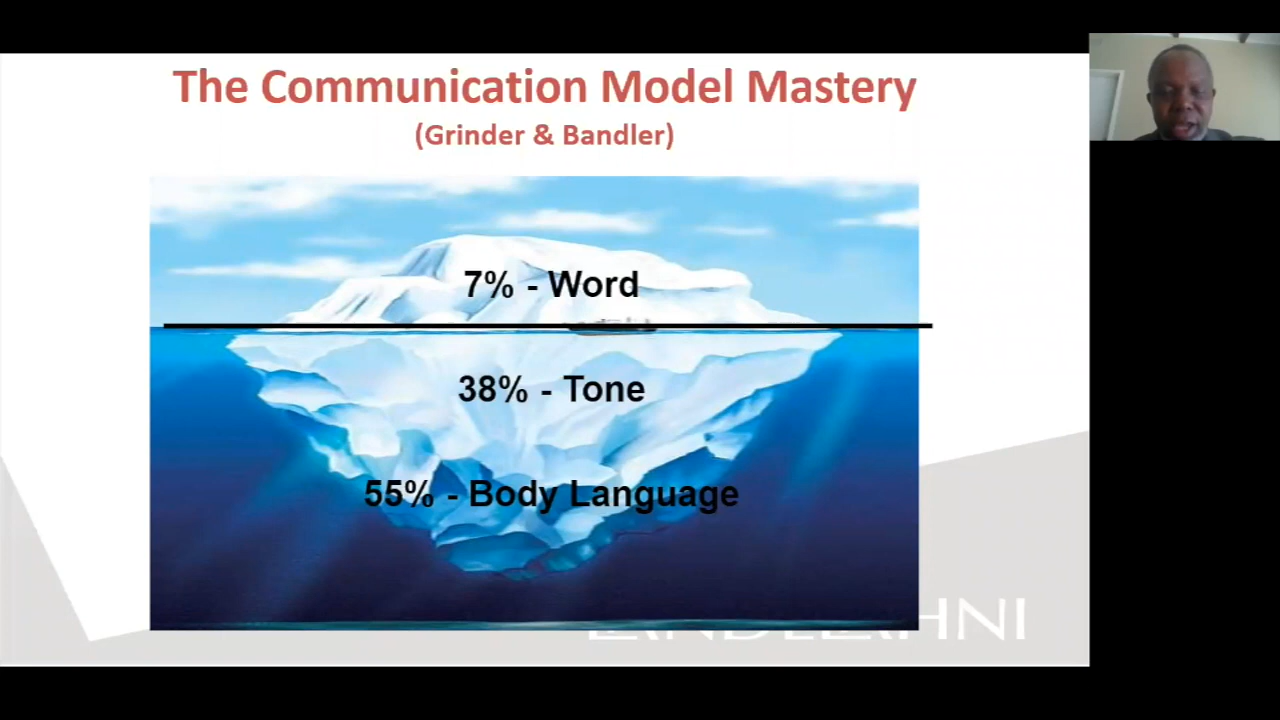 The Communication Model Mastery
(Grinder & Bandler)
7% - Word
38% - Tone
55% - Body Language